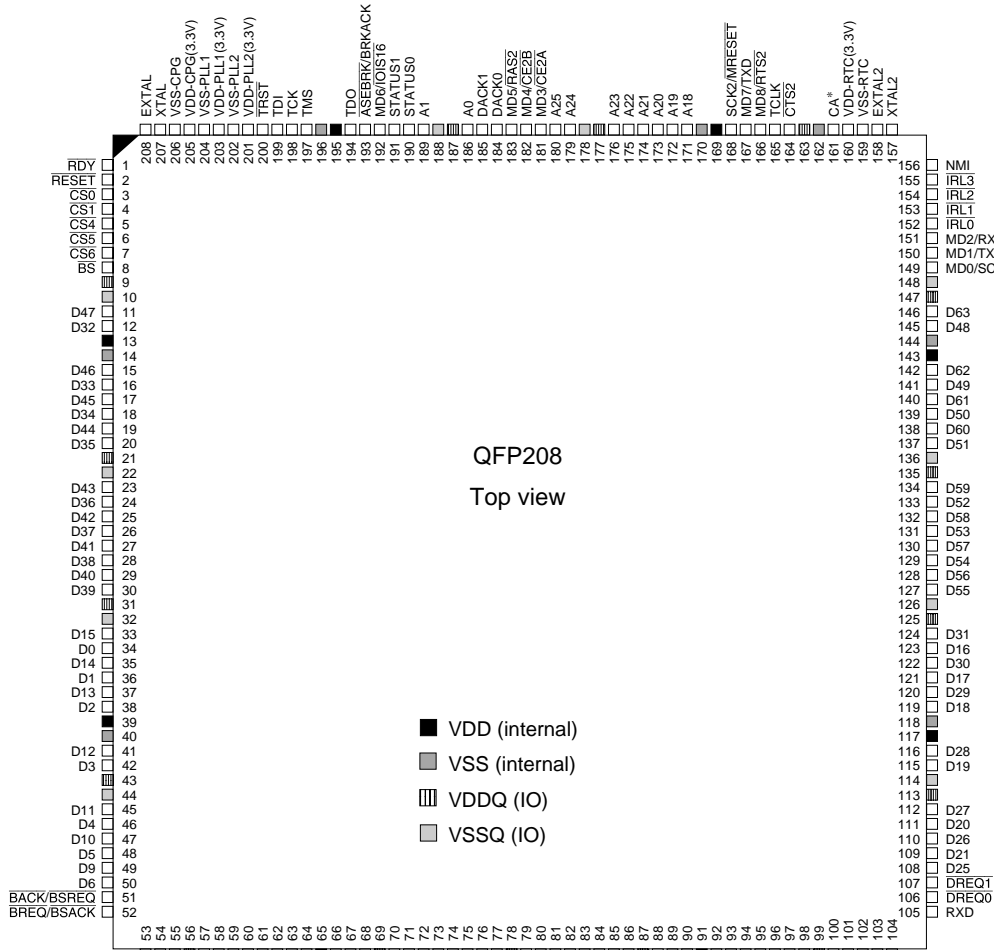 EXTAL
XTAL
VSS-CPG
VDD-CPG(3.3V)
VSS-PLL1
VDD-PLL1(3.3V)
VSS-PLL2
VDD-PLL2(3.3V)
TRST
TDI
TCK
TMS
TDO
ASEBRK/BRKACK
MD6/IOIS16
STATUS1
STATUS0
A1
A0
DACK1
DACK0
MD5/RAS2
MD4/CE2B
MD3/CE2A
A25
A24
A23
A22
A21
A20
A19
A18
SCK2/MRESET
MD7/TXD
MD8/RTS2
TCLK
CTS2
CA*
VDD-RTC(3.3V)
VSS-RTC
EXTAL2
XTAL2
208 207 206 205 204 203 202 201 200 199 198 197 196 195 194 193 192 191 190 189 188 187 186 185 184 183 182 181 180 179 178 177 176 175 174 173 172 171 170 169 168 167 166 165 164 163 162 161 160 159 158 157
RDY 1
RESET 2
CS0 3
CS1 4
CS4 5
CS5 6
CS6 7
BS 8
9
10
D47 11
D32 12
13
14
D46 15
D33 16
D45 17
D34 18
D44 19
D35 20
21
22
D43 23
D36 24
D42 25
D37 26
D41 27
D38 28
D40 29
D39 30
31
32
D15 33
D0 34
D14 35
D1 36
D13 37
D2 38
39
40
D12 41
D3 42
43
44
D11 45
D4 46
D10 47
D5 48
D9 49
D6 50
BACK/BSREQ 51
BREQ/BSACK 52
QFP208
Top view
VDD (internal)
VSS (internal)
VDDQ (IO)
VSSQ (IO)
156 NMI
155 IRL3
154 IRL2
153 IRL1
152 IRL0
151 MD2/RX
150 MD1/TX
149 MD0/SC
148
147
146 D63
145 D48
144
143
142 D62
141 D49
140 D61
139 D50
138 D60
137 D51
136
135
134 D59
133 D52
132 D58
131 D53
130 D57
129 D54
128 D56
127 D55
126
125
124 D31
123 D16
122 D30
121 D17
120 D29
119 D18
118
117
116 D28
115 D19
114
113
112 D27
111 D20
110 D26
109 D21
108 D25
107 DREQ1
106 DREQ0
105 RXD
53 54 55 56 57 58 59 60 61 62 63 64 65 66 67 68 69 70 71 72 73 74 75 76 77 78 79 80 81 82 83 84 85 86 87 88 89 90 91 92 93 94 95 96 97 98 99 100 101 102 103 104